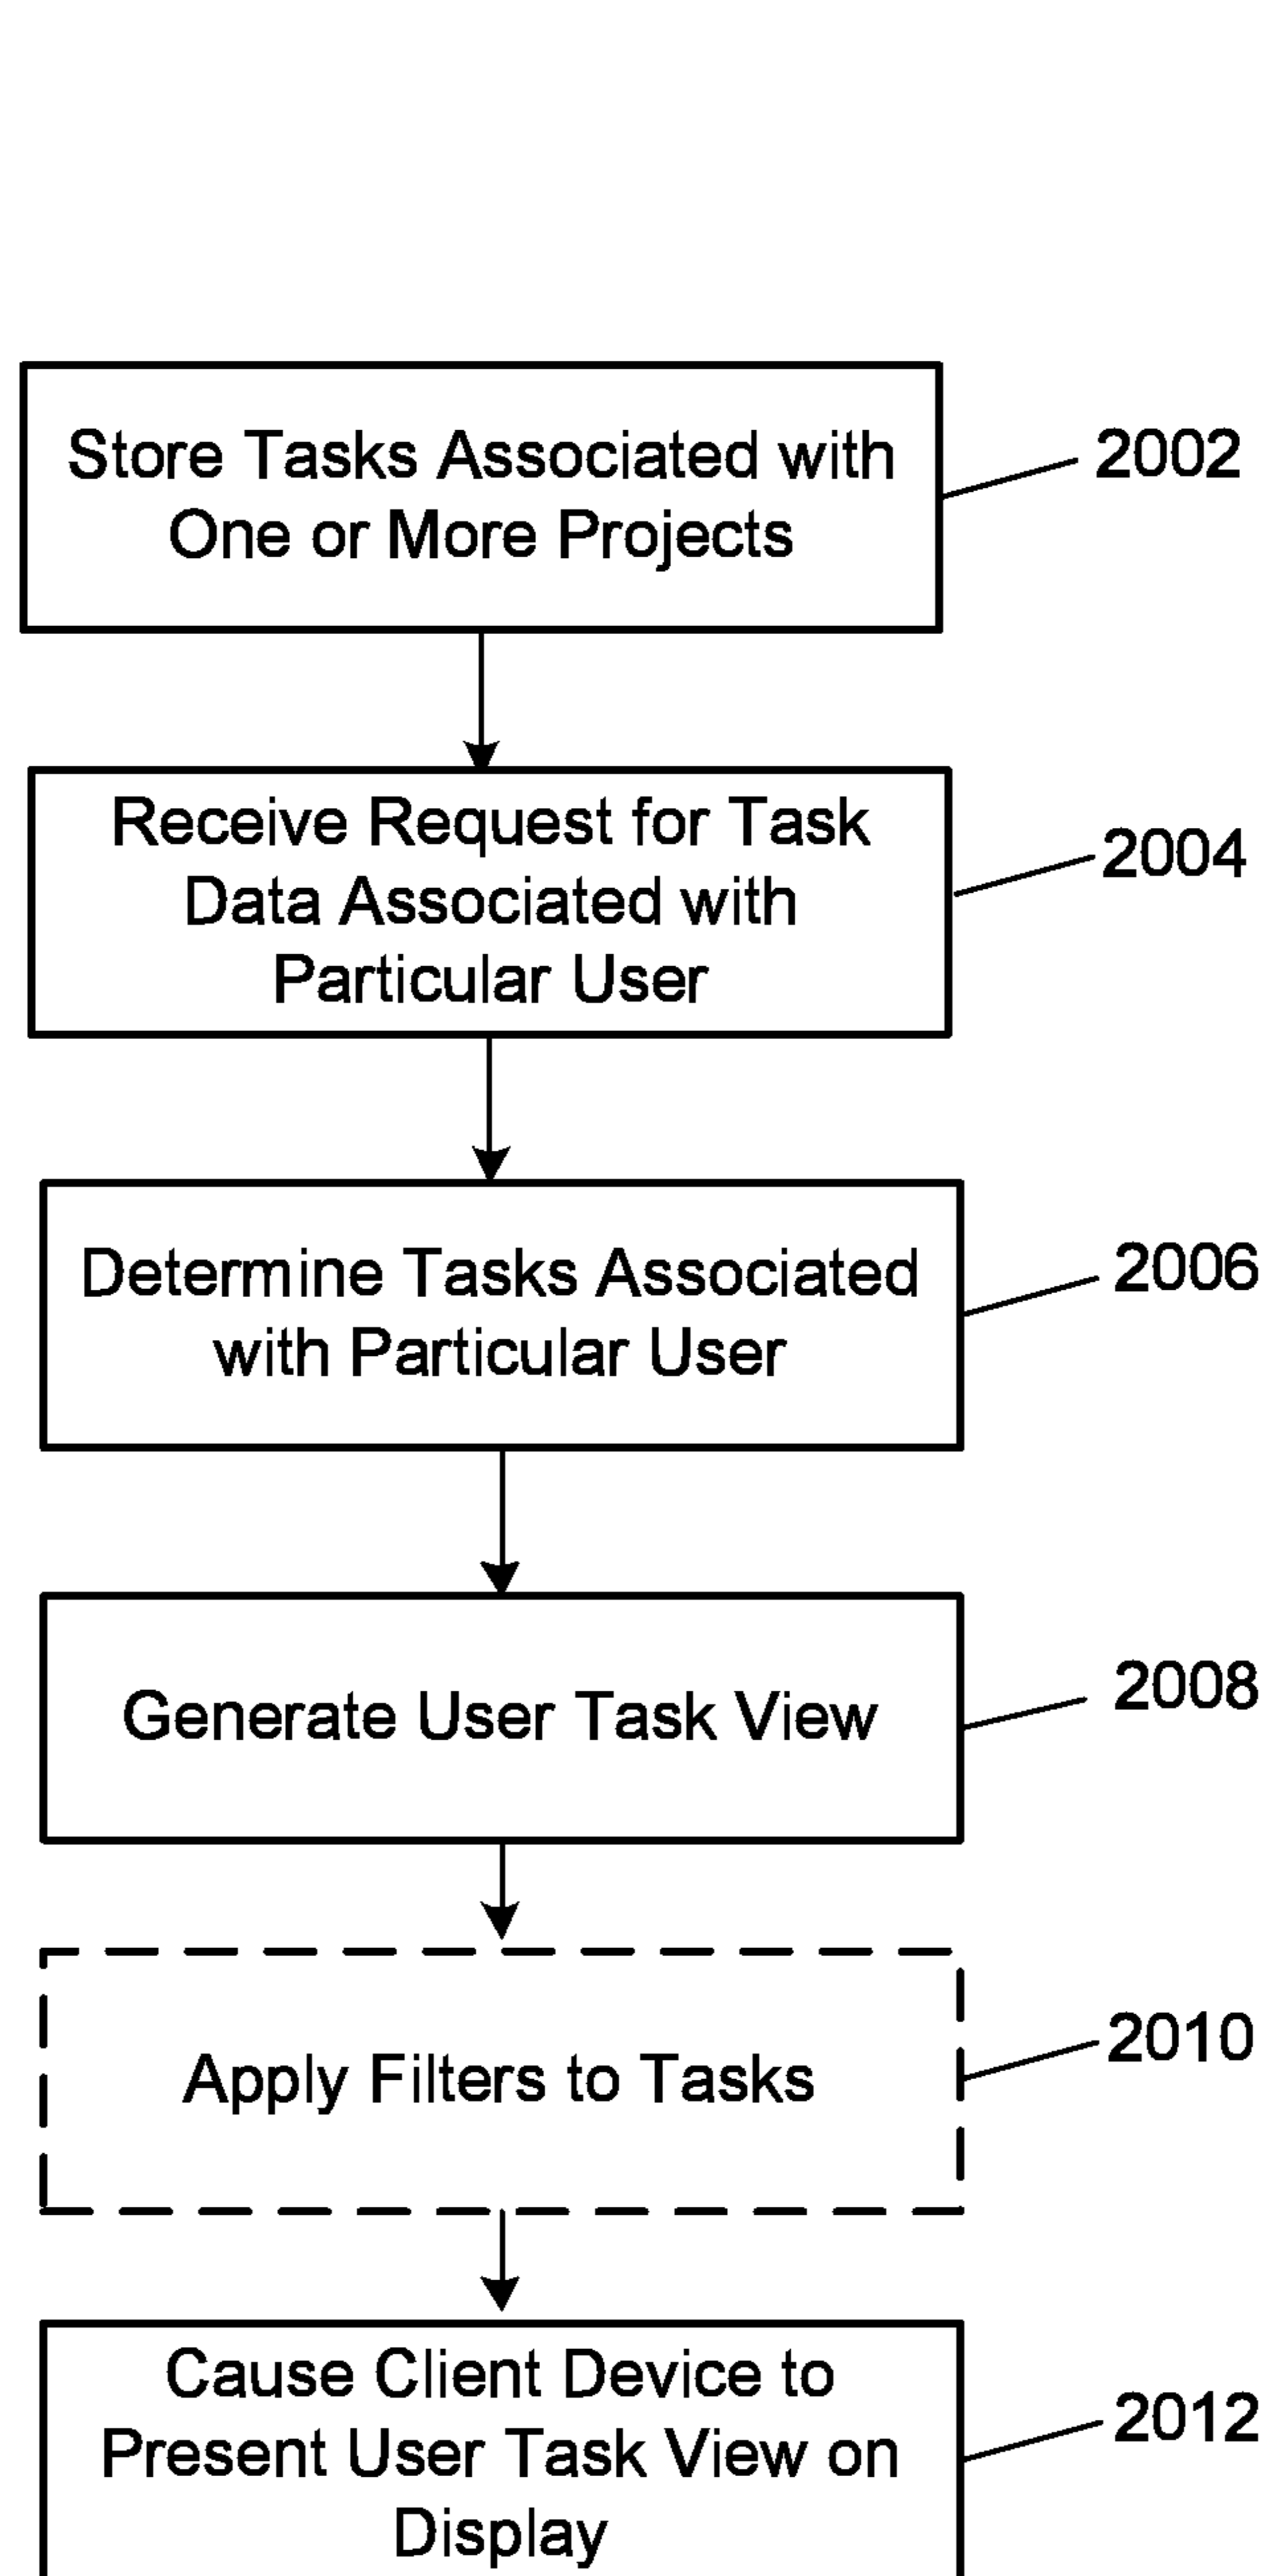 Store Tasks Associated with
One or More Projects
2002
Receive Request for Task
Data Associated with
Particular User
2004
Determine Tasks Associated
with Particular User
2006
Generate User Task View
2008
Apply Filters to Tasks
2010
Cause Client Device to
Present User Task View on
Display
2012